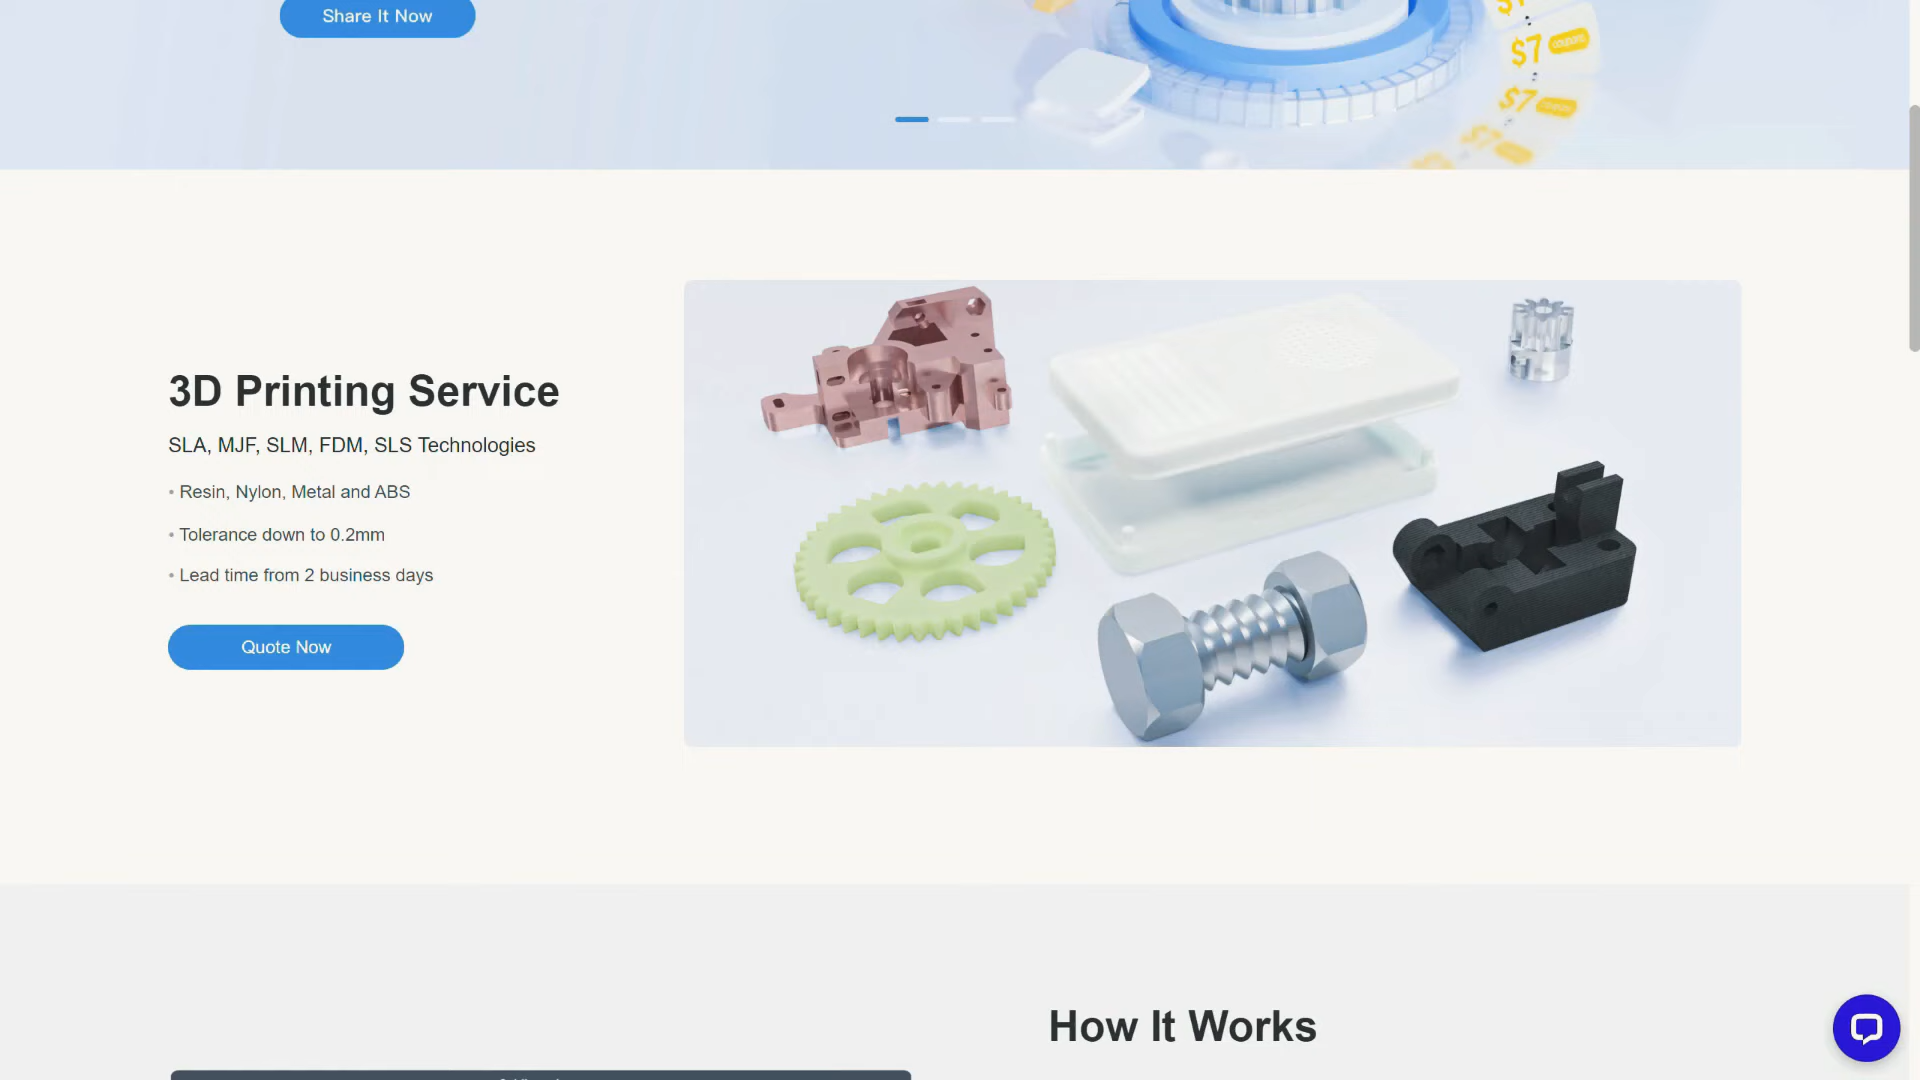 Share It Now
$7
$7
3D Printing Service
SLA, MJF, SLM, FDM, SLS Technologies
• Resin, Nylon, Metal and ABS
• Tolerance down to 0.2mm
• Lead time from 2 business days
Quote Now
How It Works